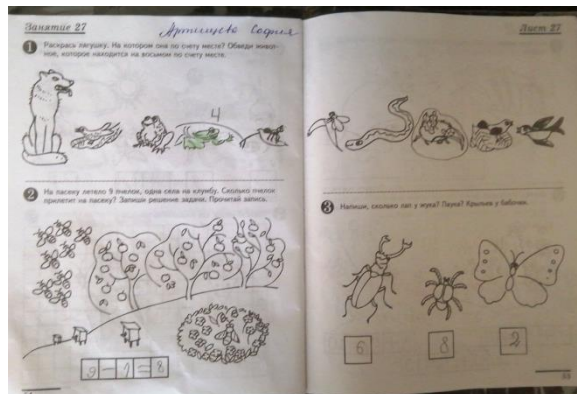 Занятие 27
Артищева София
Лист 27
1
Раскрась лягушку. На котором она по счету месте? Обведи живот-
ное, которое находится на восьмом по счету месте.
4
2
На пасеку летело 9 пчелок, одна села на клумбу. Сколько пчелок
прилетит на пасеку? Запиши решение задачи. Прочитай запись.
9 – 1 = 8
3
Напиши, сколько лап у жука? Паука? Крыльев у бабочки.
6
8
2